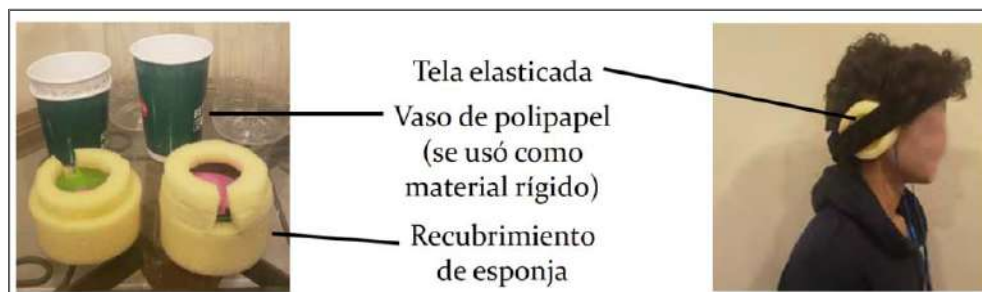 Tela elasticada
Vaso de polipapel
(se usó como
material rígido)
Recubrimiento
de esponja